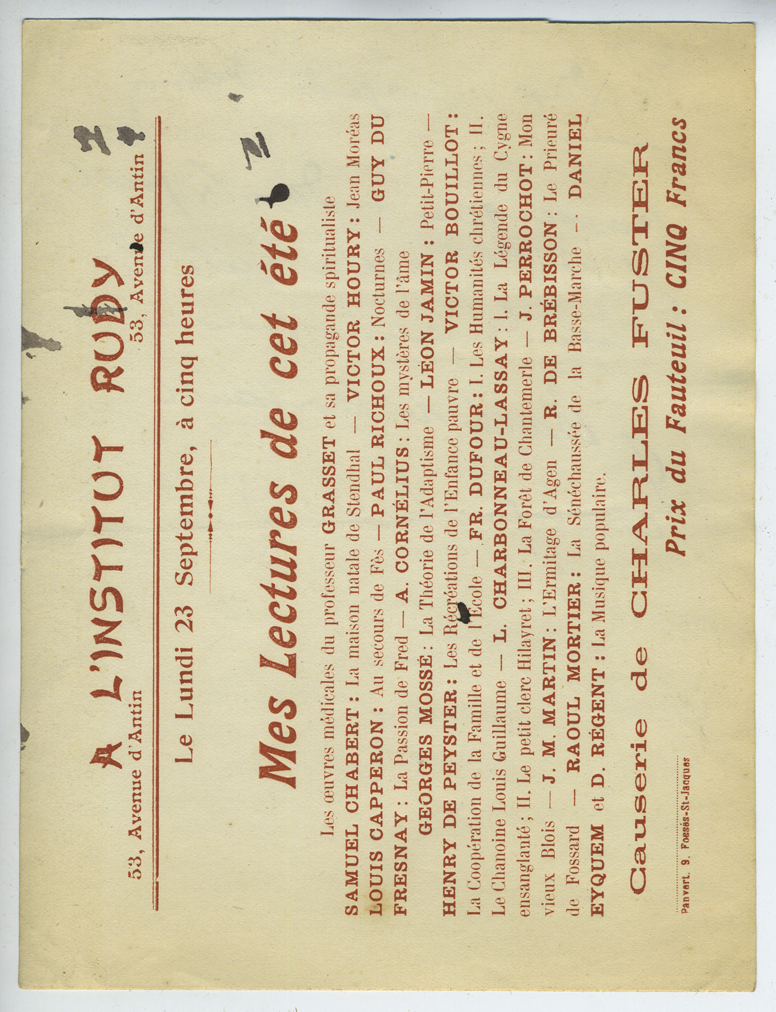 A L'INSTITUT RUDY
53, Avenue d'Antin 53, Avenue d'Antin
Le Lundi 23 Septembre, à cinq heures
Mes Lectures de cet été
Les œuvres médicales du professeur GRASSET et sa propagande spiritualiste
SAMUEL CHABERT : La maison natale de Stendhal — VICTOR HOURY : Jean Moréas
LOUIS CAPPERON : Au secours de Fès — PAUL RICHOUX : Nocturnes — GUY DU
FRESNAY : La Passion de Fred — A. CORNÉLIUS : Les mystères de l'âme
GEORGES MOSSÉ : La Théorie de l'Adaptisme — LÉON JAMIN : Petit-Pierre —
HENRY DE PEYSTER : Les Récréations de l'Enfance pauvre — VICTOR BOUILLOT :
La Coopération de la Famille et de l'École — FR. DUFOUR : I. Les Humanités chrétiennes ; II.
Le Chanoine Louis Guillaume — L. CHARBONNEAU-LASSAY : I. La Légende du Cygne
ensanglanté ; II. Le petit clerc Hilayret ; III. La Forêt de Chantemerle — J. PERROCHOT : Mon
vieux Blois — J. M. MARTIN : L'Ermitage d'Agen — R. DE BRÉBISSON : Le Prieuré
de Fossard — RAOUL MORTIER : La Sénéchaussée de la Basse-Marche — DANIEL
EYQUEM et D. RÉGENT : La Musique populaire.
Causerie de CHARLES FUSTER
Prix du Fauteuil : CINQ Francs
Panvert. 9. Fossés-St-Jacques